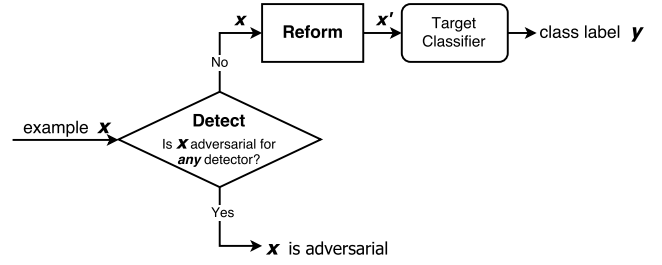 x
Reform
x'
Target
Classifier
class label y
No
example x
Detect
Is x adversarial for
any detector?
Yes
x is adversarial